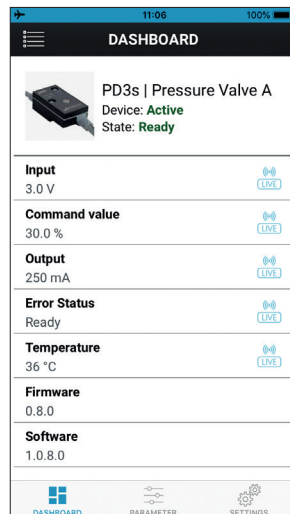 11:06
100%
DASHBOARD
PD3s | Pressure Valve A
Device: Active
State: Ready
Input
3.0 V
LIVE
Command value
30.0 %
LIVE
Output
250 mA
LIVE
Error Status
Ready
LIVE
Temperature
36 °C
LIVE
Firmware
0.8.0
Software
1.0.8.0
DASHBOARD
PARAMETER
SETTINGS